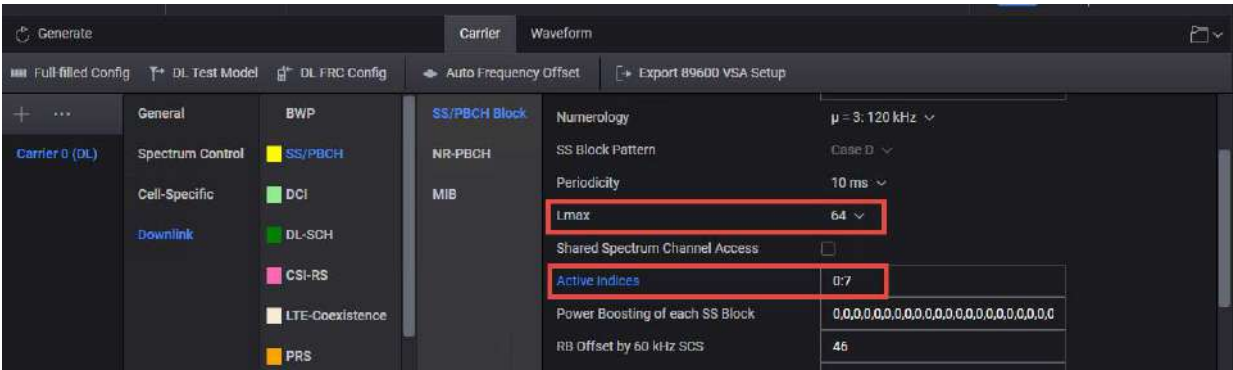 Generate
Carrier Waveform
Full-filled Config DL Test Model DL FRC Config Auto Frequency Offset Export 89600 VSA Setup
+ ...
Carrier 0 (DL)
General
Spectrum Control
Cell-Specific
Downlink
BWP
SS/PBCH
DCI
DL-SCH
CSI-RS
LTE-Coexistence
PRS
SS/PBCH Block
NR-PBCH
MIB
Numerology μ = 3: 120 kHz
SS Block Pattern Case D
Periodicity 10 ms
Lmax 64
Shared Spectrum Channel Access
Active Indices 0:7
Power Boosting of each SS Block 0,0,0,0,0,0,0,0,0,0,0,0,0,0,0,0,0,0,0,0,0,0
RB Offset by 60 kHz SCS 46